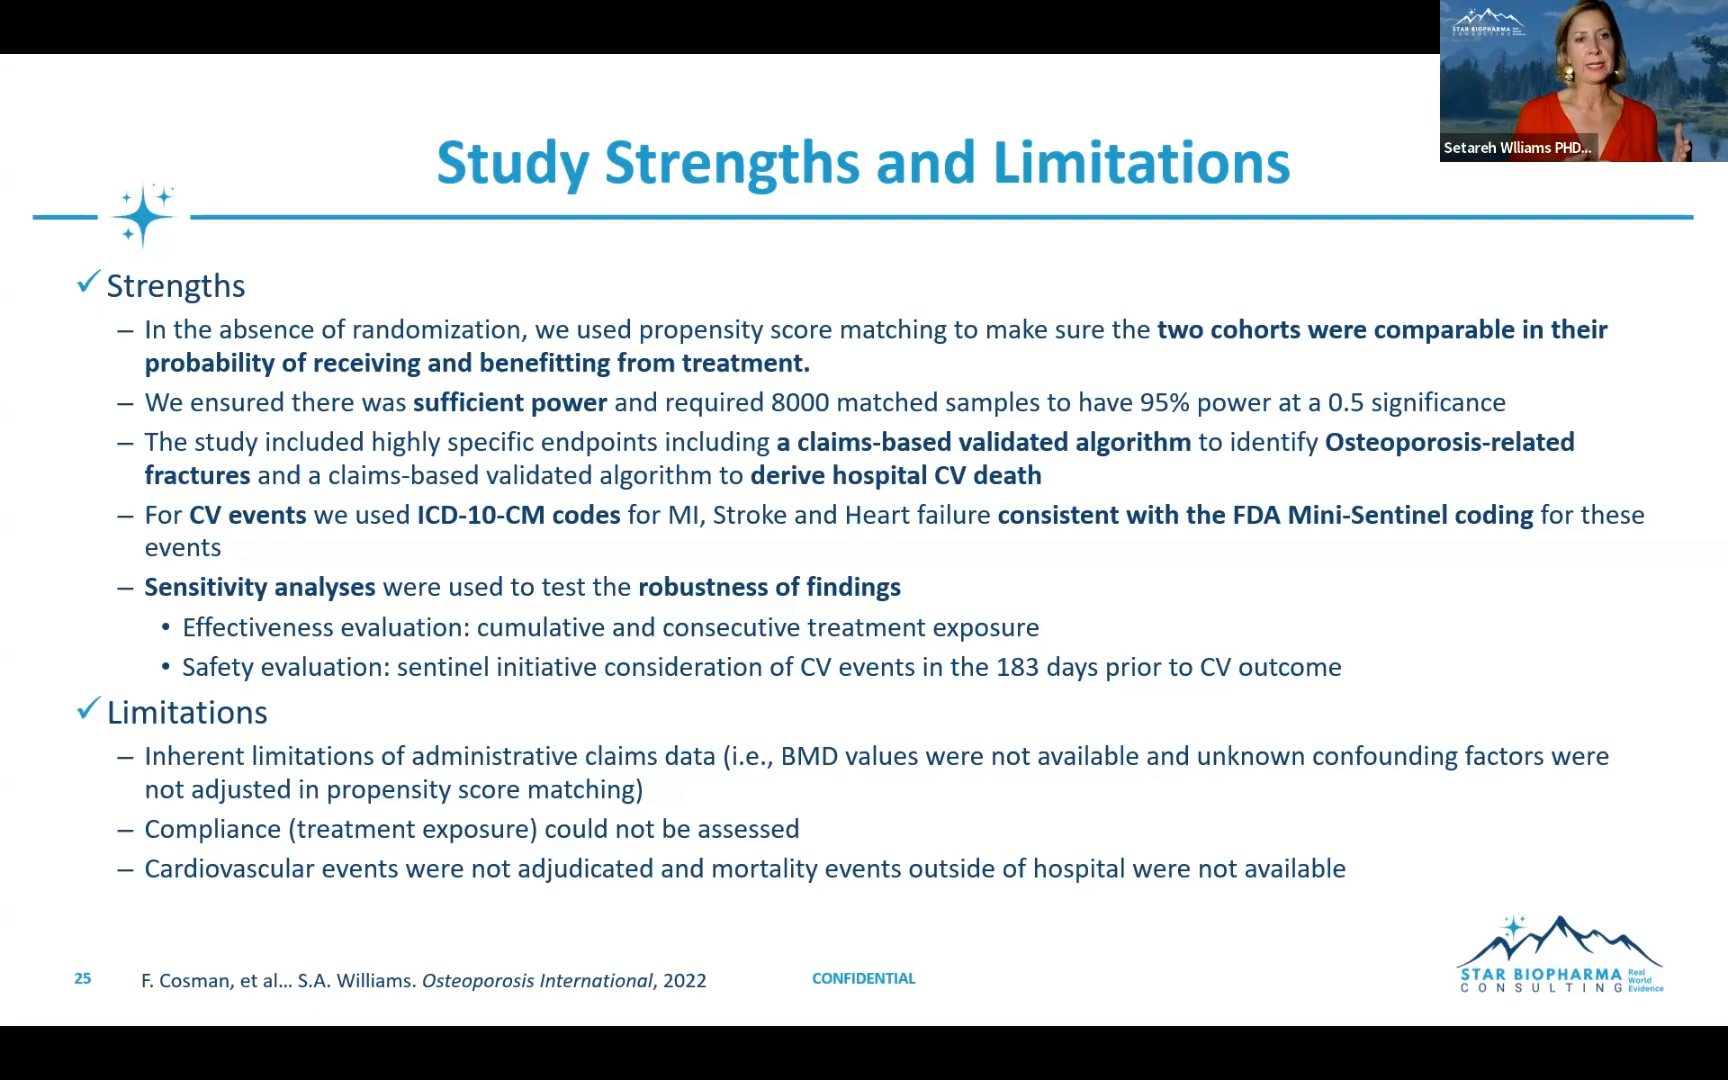 STAR BIOPHARMA
CONSULTING
Setareh Wlliams PHD...
Study Strengths and Limitations
✓ Strengths
– In the absence of randomization, we used propensity score matching to make sure the two cohorts were comparable in their
probability of receiving and benefitting from treatment.
– We ensured there was sufficient power and required 8000 matched samples to have 95% power at a 0.5 significance
– The study included highly specific endpoints including a claims-based validated algorithm to identify Osteoporosis-related
fractures and a claims-based validated algorithm to derive hospital CV death
– For CV events we used ICD-10-CM codes for MI, Stroke and Heart failure consistent with the FDA Mini-Sentinel coding for these
events
– Sensitivity analyses were used to test the robustness of findings
• Effectiveness evaluation: cumulative and consecutive treatment exposure
• Safety evaluation: sentinel initiative consideration of CV events in the 183 days prior to CV outcome
✓ Limitations
– Inherent limitations of administrative claims data (i.e., BMD values were not available and unknown confounding factors were
not adjusted in propensity score matching)
– Compliance (treatment exposure) could not be assessed
– Cardiovascular events were not adjudicated and mortality events outside of hospital were not available
25
F. Cosman, et al... S.A. Williams. Osteoporosis International, 2022
CONFIDENTIAL
STAR BIOPHARMA
CONSULTING
Real
World
Evidence